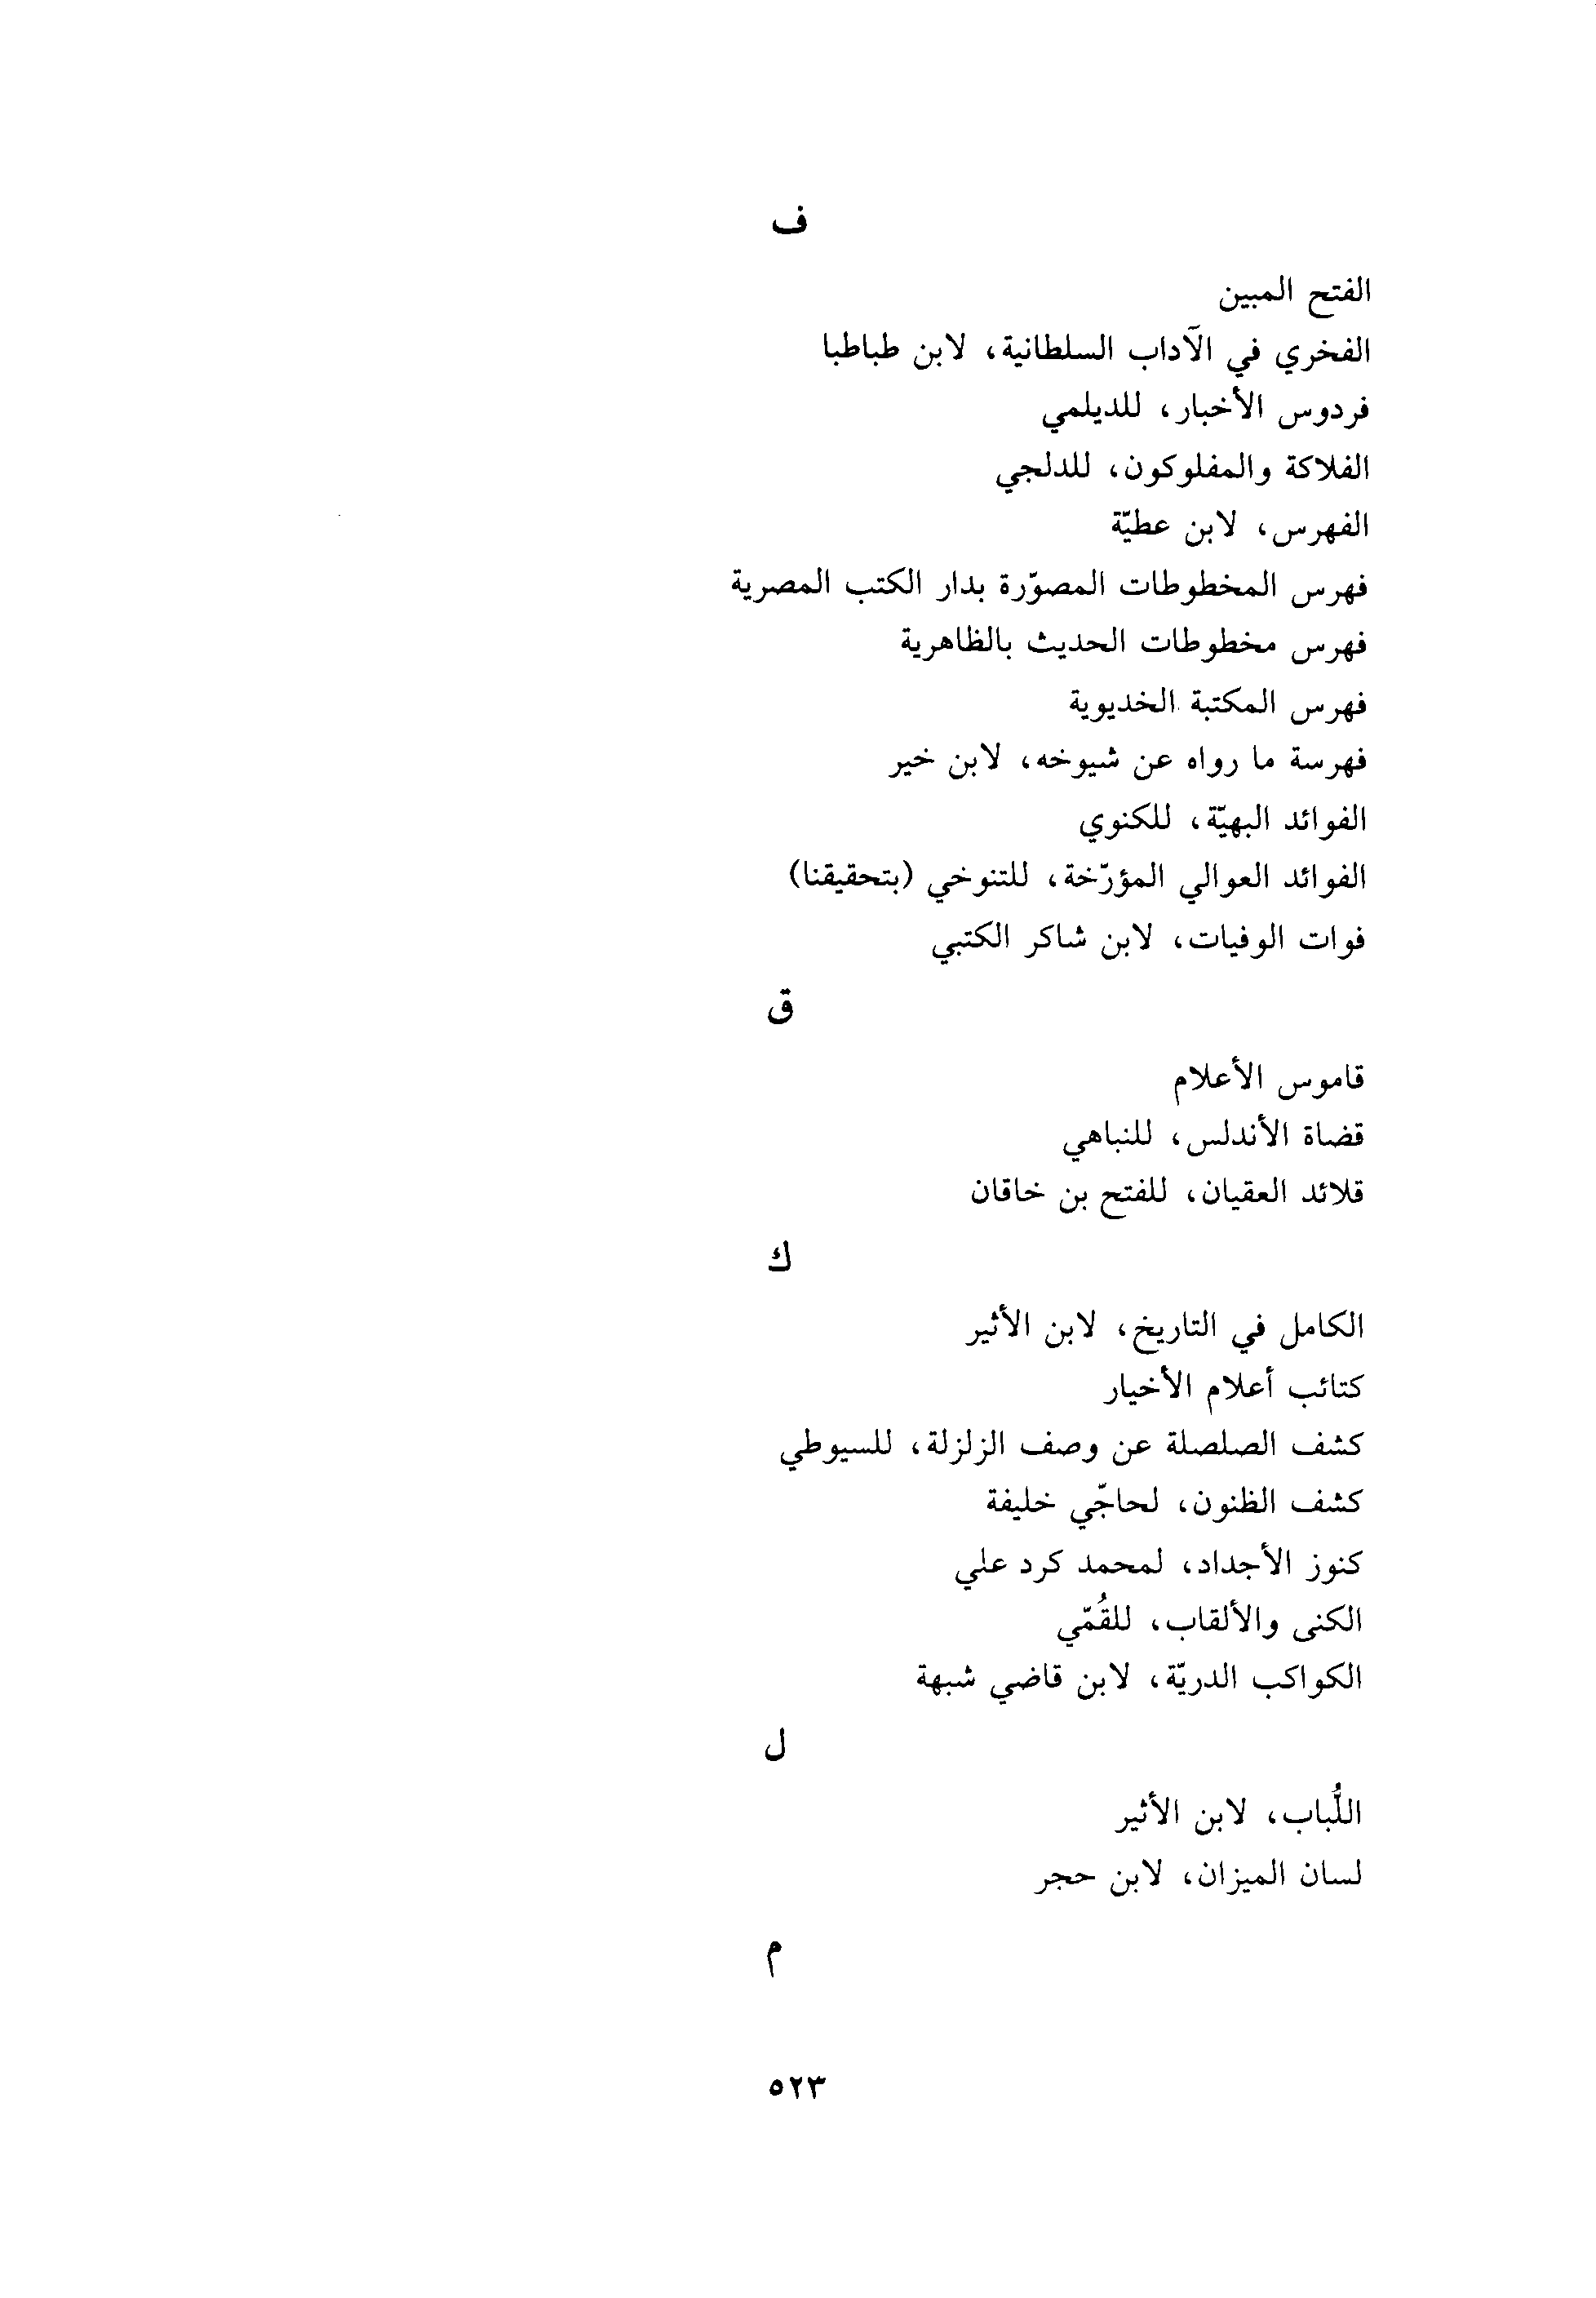 ف
الفتح المبين
الفخري في الآداب السلطانية، لابن طباطبا
فردوس الأخبار، للديلمي
الفلاكة والمفلوكون، للدلجي
الفهرس، لابن عطيّة
فهرس المخطوطات المصوّرة بدار الكتب المصرية
فهرس مخطوطات الحديث بالظاهرية
فهرس المكتبة الخديوية
فهرسة ما رواه عن شيوخه، لابن خير
الفوائد البهيّة، للكنوي
الفوائد العوالي المؤرّخة، للتنوخي (بتحقيقنا)
فوات الوفيات، لابن شاكر الكتبي
ق
قاموس الأعلام
قضاة الأندلس، للنباهي
قلائد العقيان، للفتح بن خاقان
ك
الكامل في التاريخ، لابن الأثير
كتائب أعلام الأخيار
كشف الصلصلة عن وصف الزلزلة، للسيوطي
كشف الظنون، لحاجّي خليفة
كنوز الأجداد، لمحمد كرد علي
الكنى والألقاب، للقُمّي
الكواكب الدريّة، لابن قاضي شبهة
ل
اللُّباب، لابن الأثير
لسان الميزان، لابن حجر
م
٥٢٣